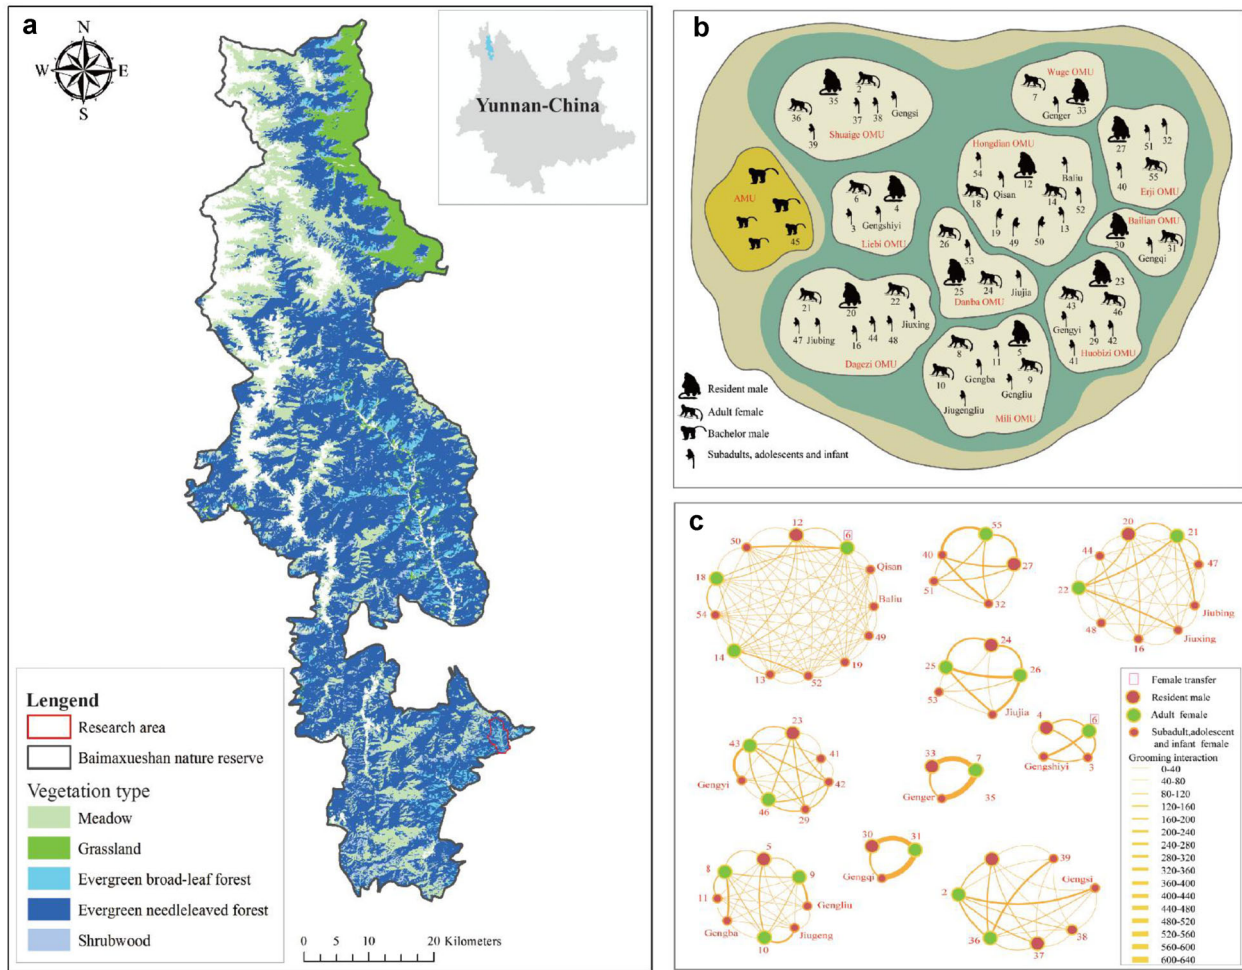 a
N
W
E
S
Yunnan-China
Lengend
Research area
Baimaxueshan nature reserve
Vegetation type
Meadow
Grassland
Evergreen broad-leaf forest
Evergreen needleleaved forest
Shrubwood
0 10 20 Kilometers
b
35
2
36
37
38
Gengsi
39
Shuaige OMU
Wuge OMU
7
Genger
33
27
51
32
40
55
Erji OMU
Hongdian OMU
54
Qisan
12
Baliu
18
14
52
19
49
50
13
AMU
45
6
4
3
Gengshiyi
Liebi OMU
Bailian OMU
30
Gengqi
31
26
53
25
24
Jiujia
Danba OMU
23
43
46
Gengyi
29
42
41
Huobizi OMU
21
20
22
Jiuxing
47
Jiubing
16
44
48
Dagezi OMU
8
11
5
10
Gengba
9
Gengliu
Jiugengliu
Mili OMU
Resident male
Adult female
Bachelor male
Subadults, adolescents and infant
c
12
50
6
18
Qisan
54
Baliu
14
49
13
52
19
55
40
27
51
32
20
21
44
47
22
48
Jiubing
16
Jiuxing
24
25
26
53
Jiujia
4
6
Gengshiyi
3
23
43
41
Gengyi
42
46
29
33
7
Genger
35
30
31
Gengqi
5
8
9
11
Gengliu
Gengba
Jiugeng
10
39
Gengsi
2
36
38
37
Female transfer
Resident male
Adult female
Subadult,adolescent
and infant female
Grooming interaction
0-40
40-80
80-120
120-160
160-200
200-240
240-280
280-320
320-360
360-400
400-440
440-480
480-520
520-560
560-600
600-640